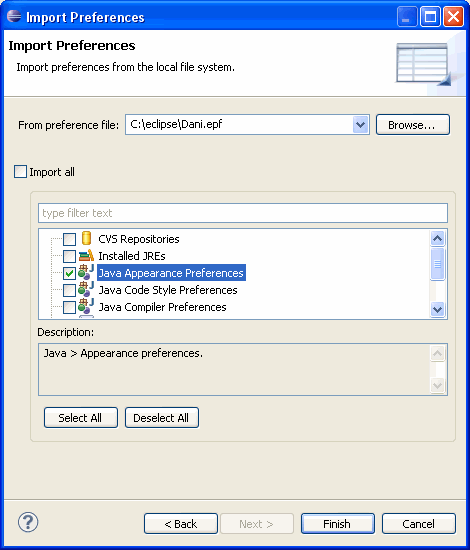 Import Preferences
Import Preferences
Import preferences from the local file system.
From preference file: C:\eclipse\Dani.epf Browse...
Import all
type filter text
CVS Repositories
Installed JREs
Java Appearance Preferences
Java Code Style Preferences
Java Compiler Preferences
Description:
Java > Appearance preferences.
Select All Deselect All
? < Back Next > Finish Cancel